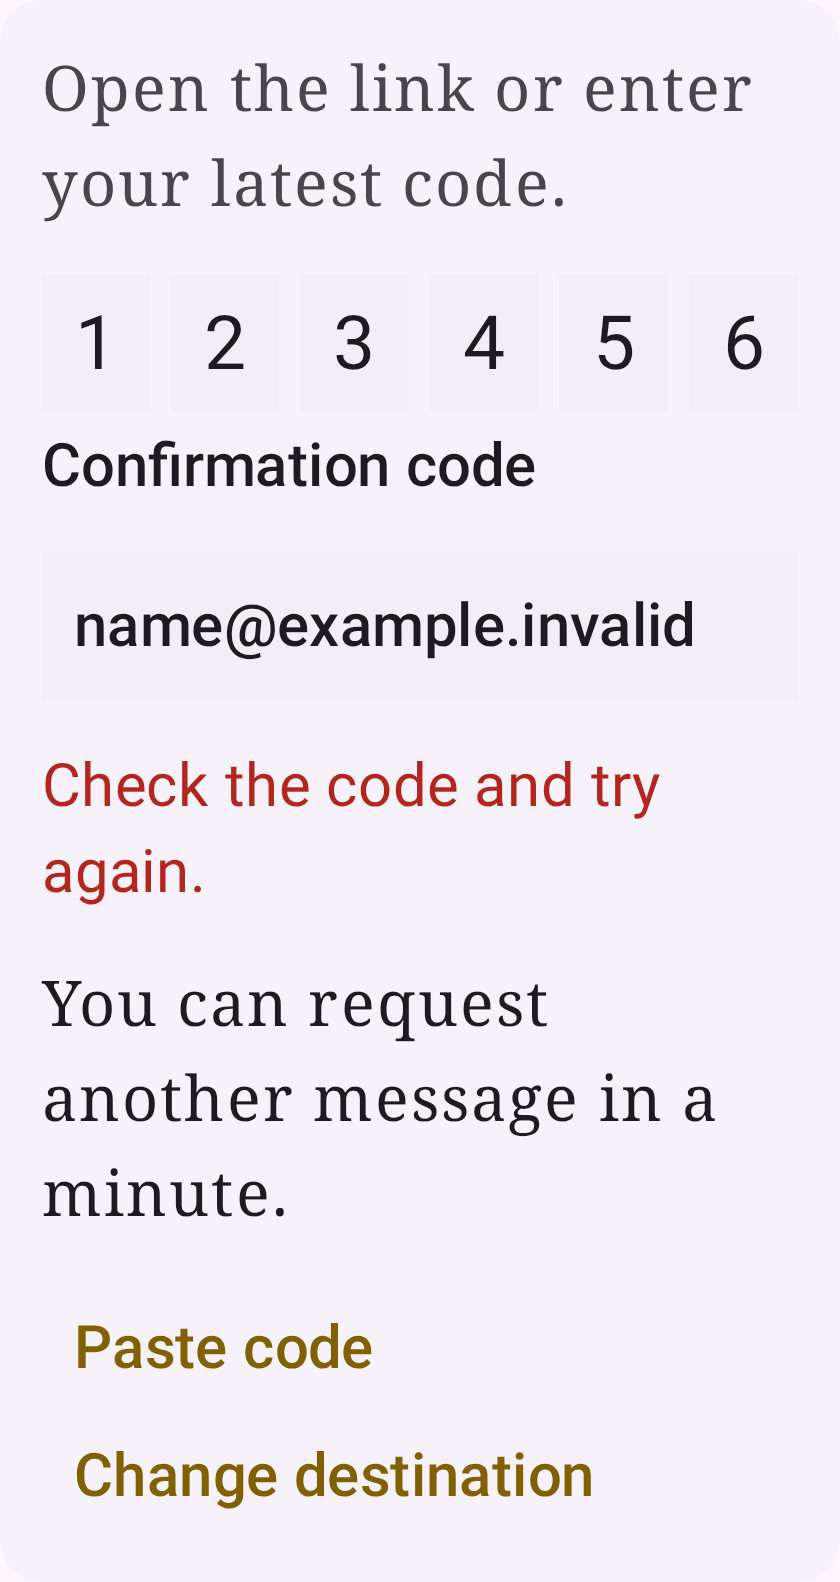 Open the link or enter
your latest code.
1 2 3 4 5 6
Confirmation code
name@example.invalid
Check the code and try
again.
You can request
another message in a
minute.
Paste code
Change destination